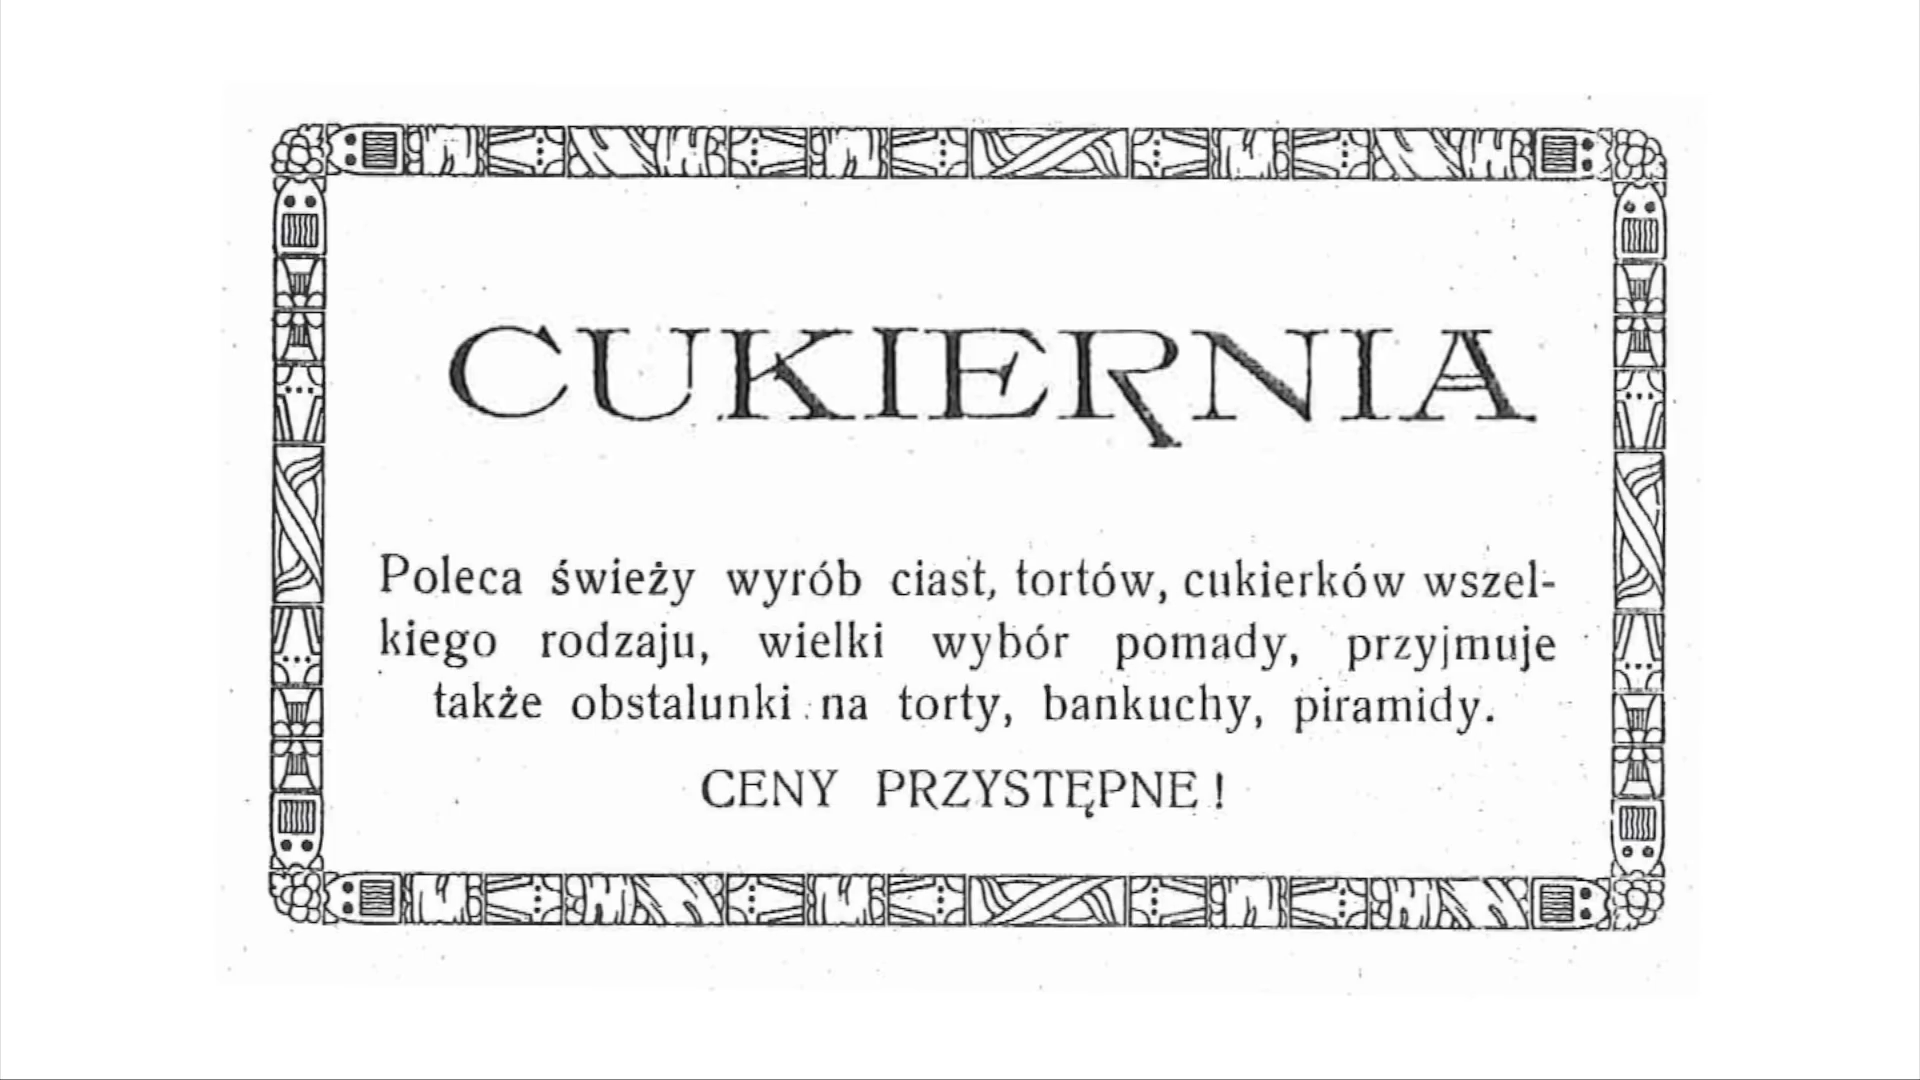 CUKIERNIA
Poleca świeży wyrób ciast, tortów, cukierków wszel-
kiego rodzaju, wielki wybór pomady, przyjmuje
także obstalunki na torty, bankuchy, piramidy.
CENY PRZYSTĘPNE!